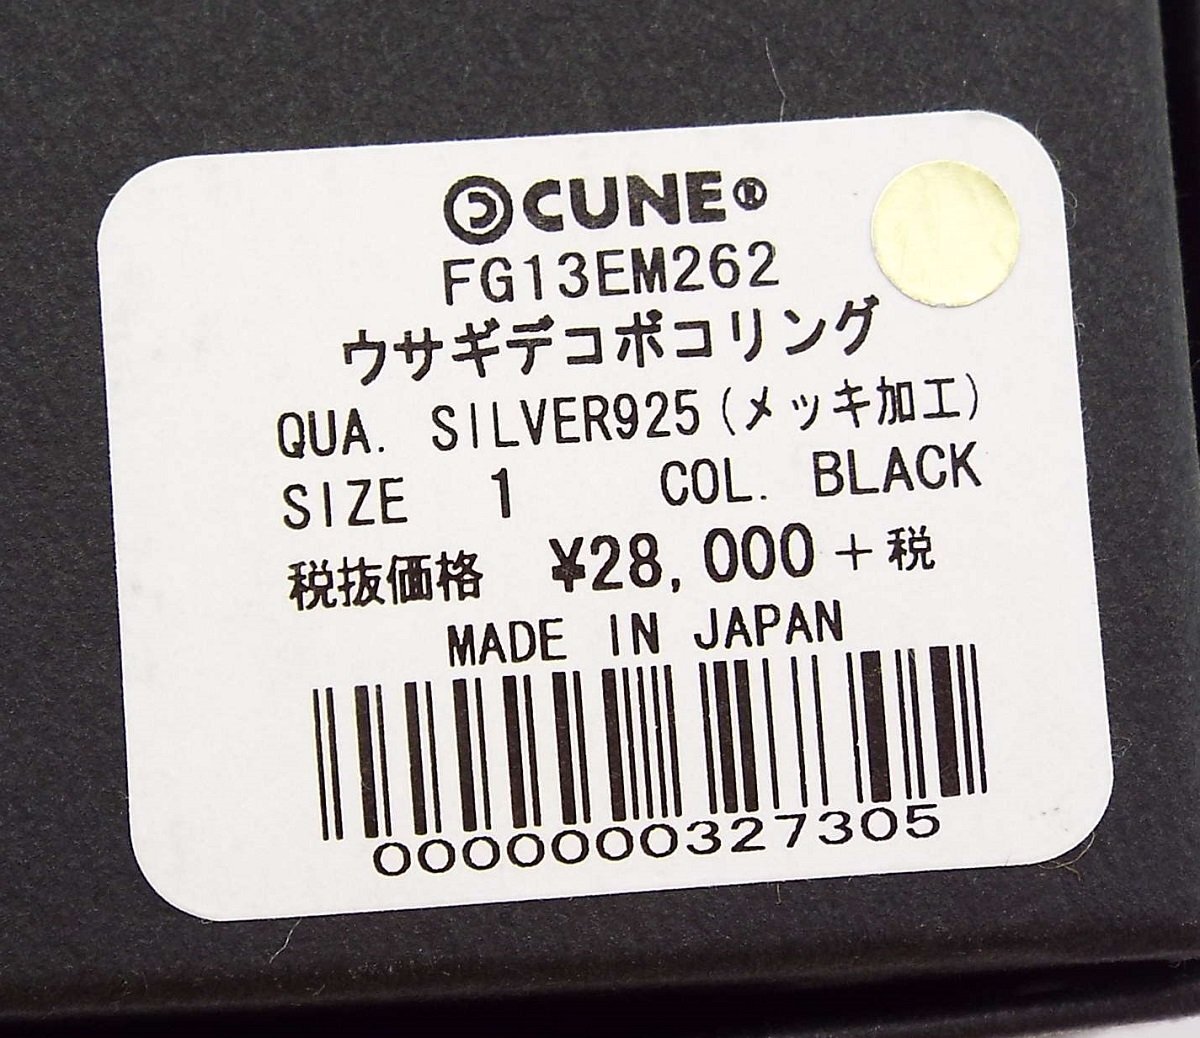 CUNE®
FG13EM262
ウサギデコボコリング
QUA. SILVER925(メッキ加工)
SIZE 1 COL. BLACK
税抜価格 ¥28,000+税
MADE IN JAPAN
0000000327305